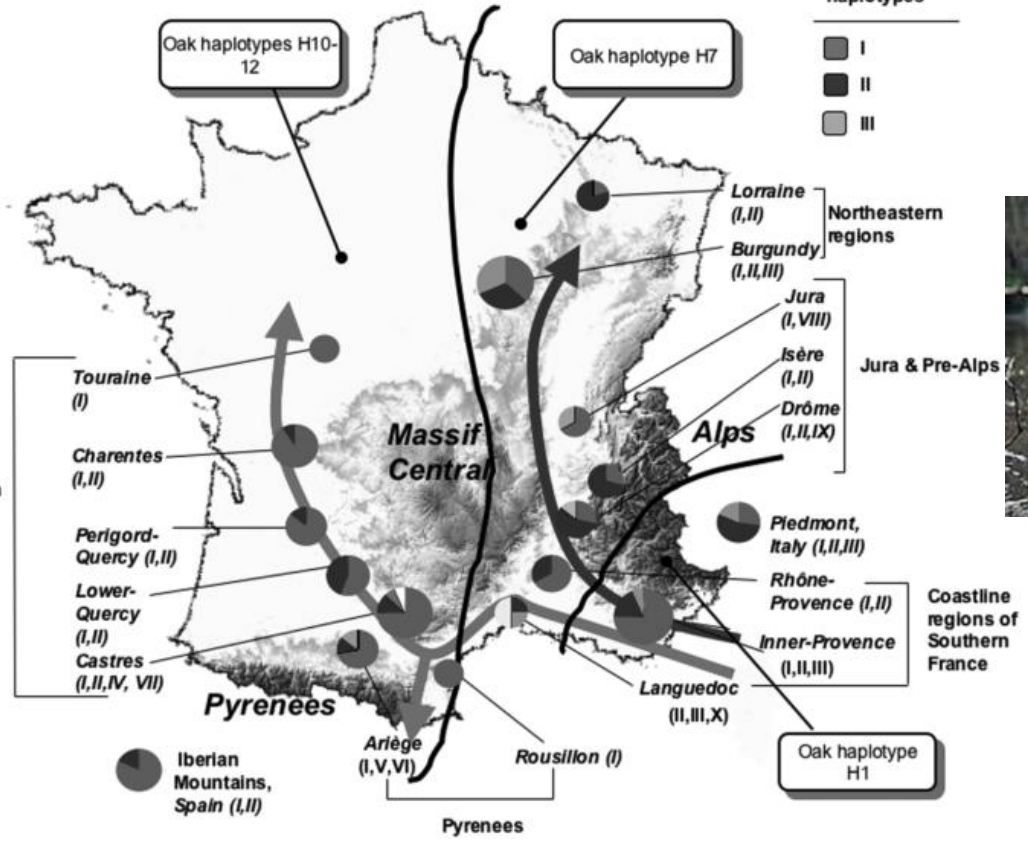 haplotypes
I
II
III
Oak haplotypes H10-
12
Oak haplotype H7
Lorraine
(I,II)
Northeastern
regions
Burgundy
(I,II,III)
Jura
(I,VIII)
Isère
(I,II)
Jura & Pre-Alps
Drôme
(I,II,IX)
Touraine
(I)
Massif
Central
Alps
Charentes
(I,II)
Piedmont,
Italy (I,II,III)
Perigord-
Quercy (I,II)
Rhône-
Provence (I,II)
Lower-
Quercy
(I,II)
Coastline
regions of
Southern
France
Inner-Provence
(I,II,III)
Castres
(I,II,IV, VII)
Languedoc
(II,III,X)
Pyrenees
Ariège
(I,V,VI)
Rousillon (I)
Oak haplotype
H1
Iberian
Mountains,
Spain (I,II)
Pyrenees